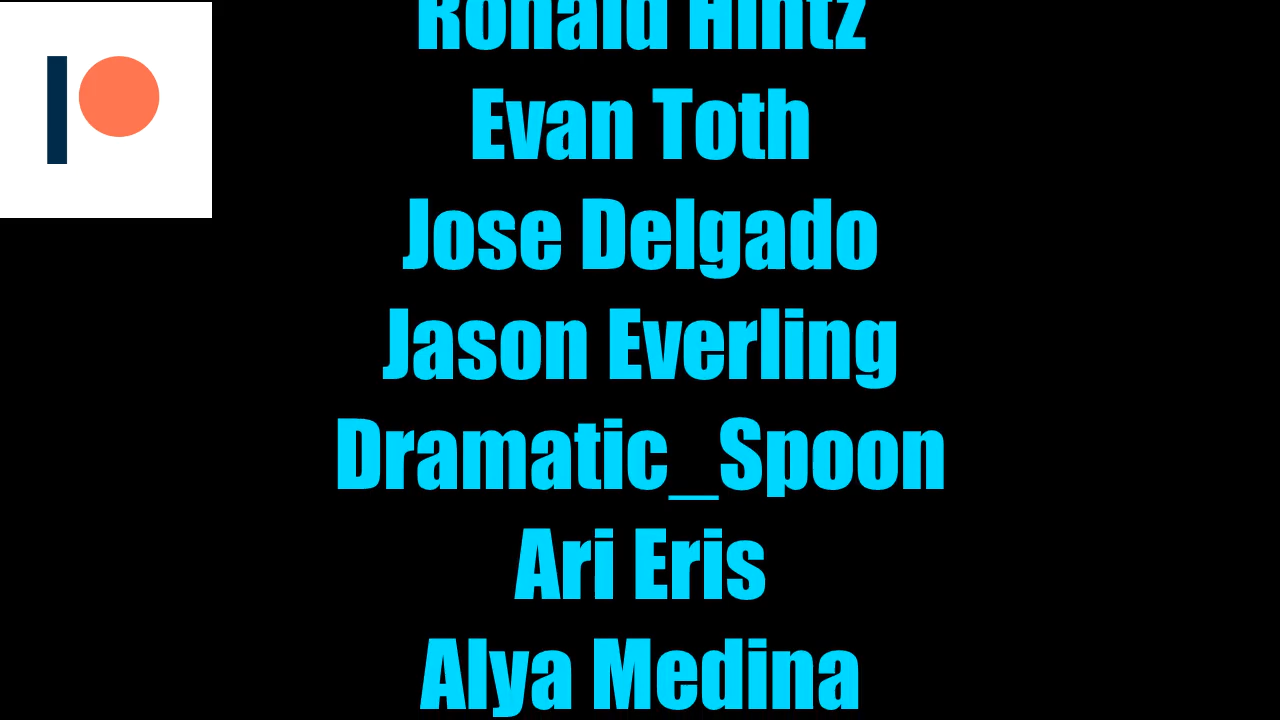 Ronald Hintz
Evan Toth
Jose Delgado
Jason Everling
Dramatic_Spoon
Ari Eris
Alya Medina